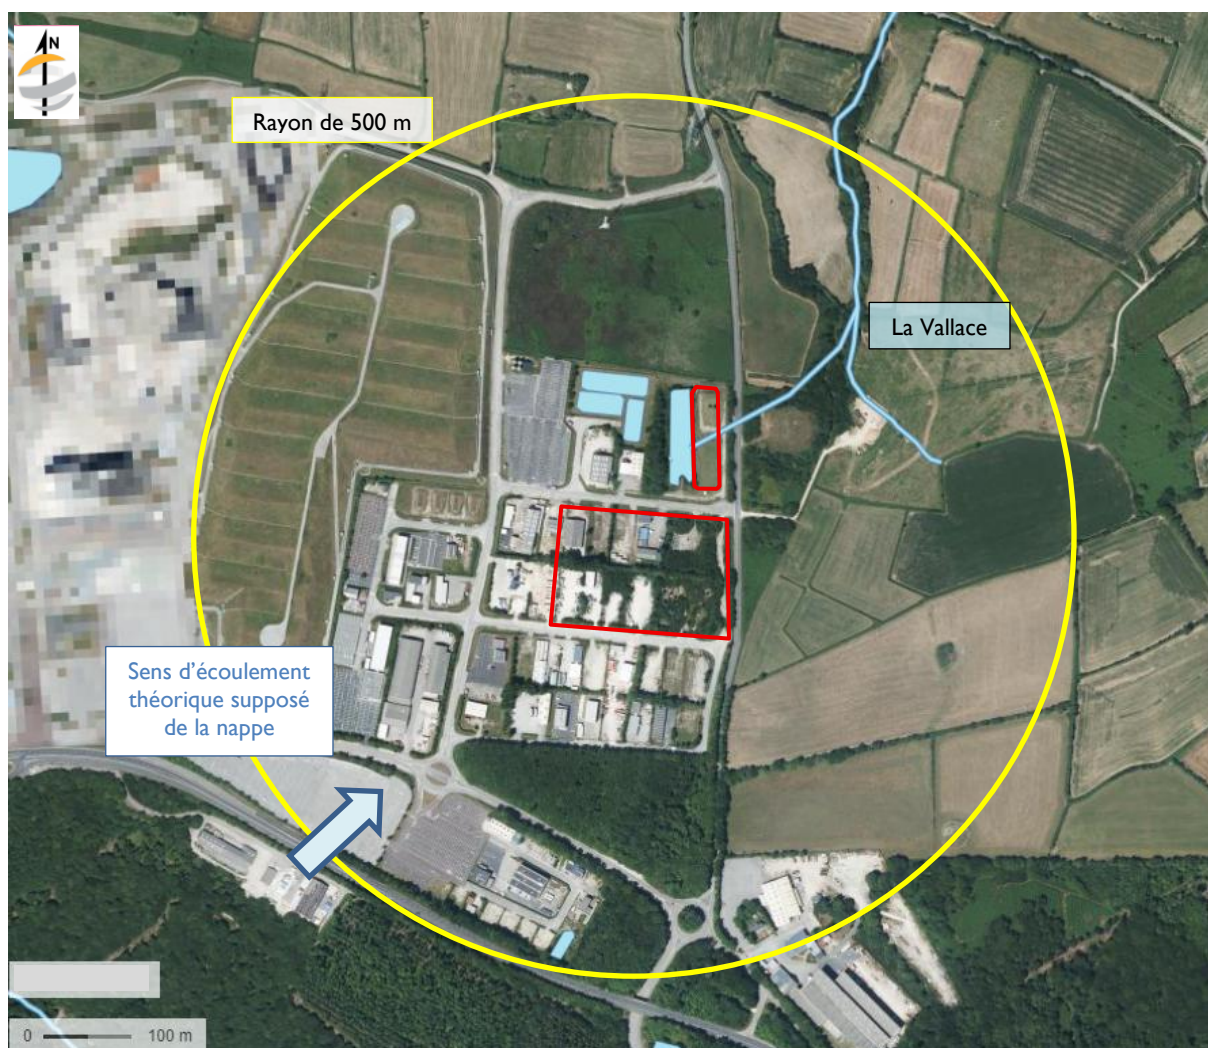 N
Rayon de 500 m
La Vallace
Sens d'écoulement
théorique supposé
de la nappe
0 100 m